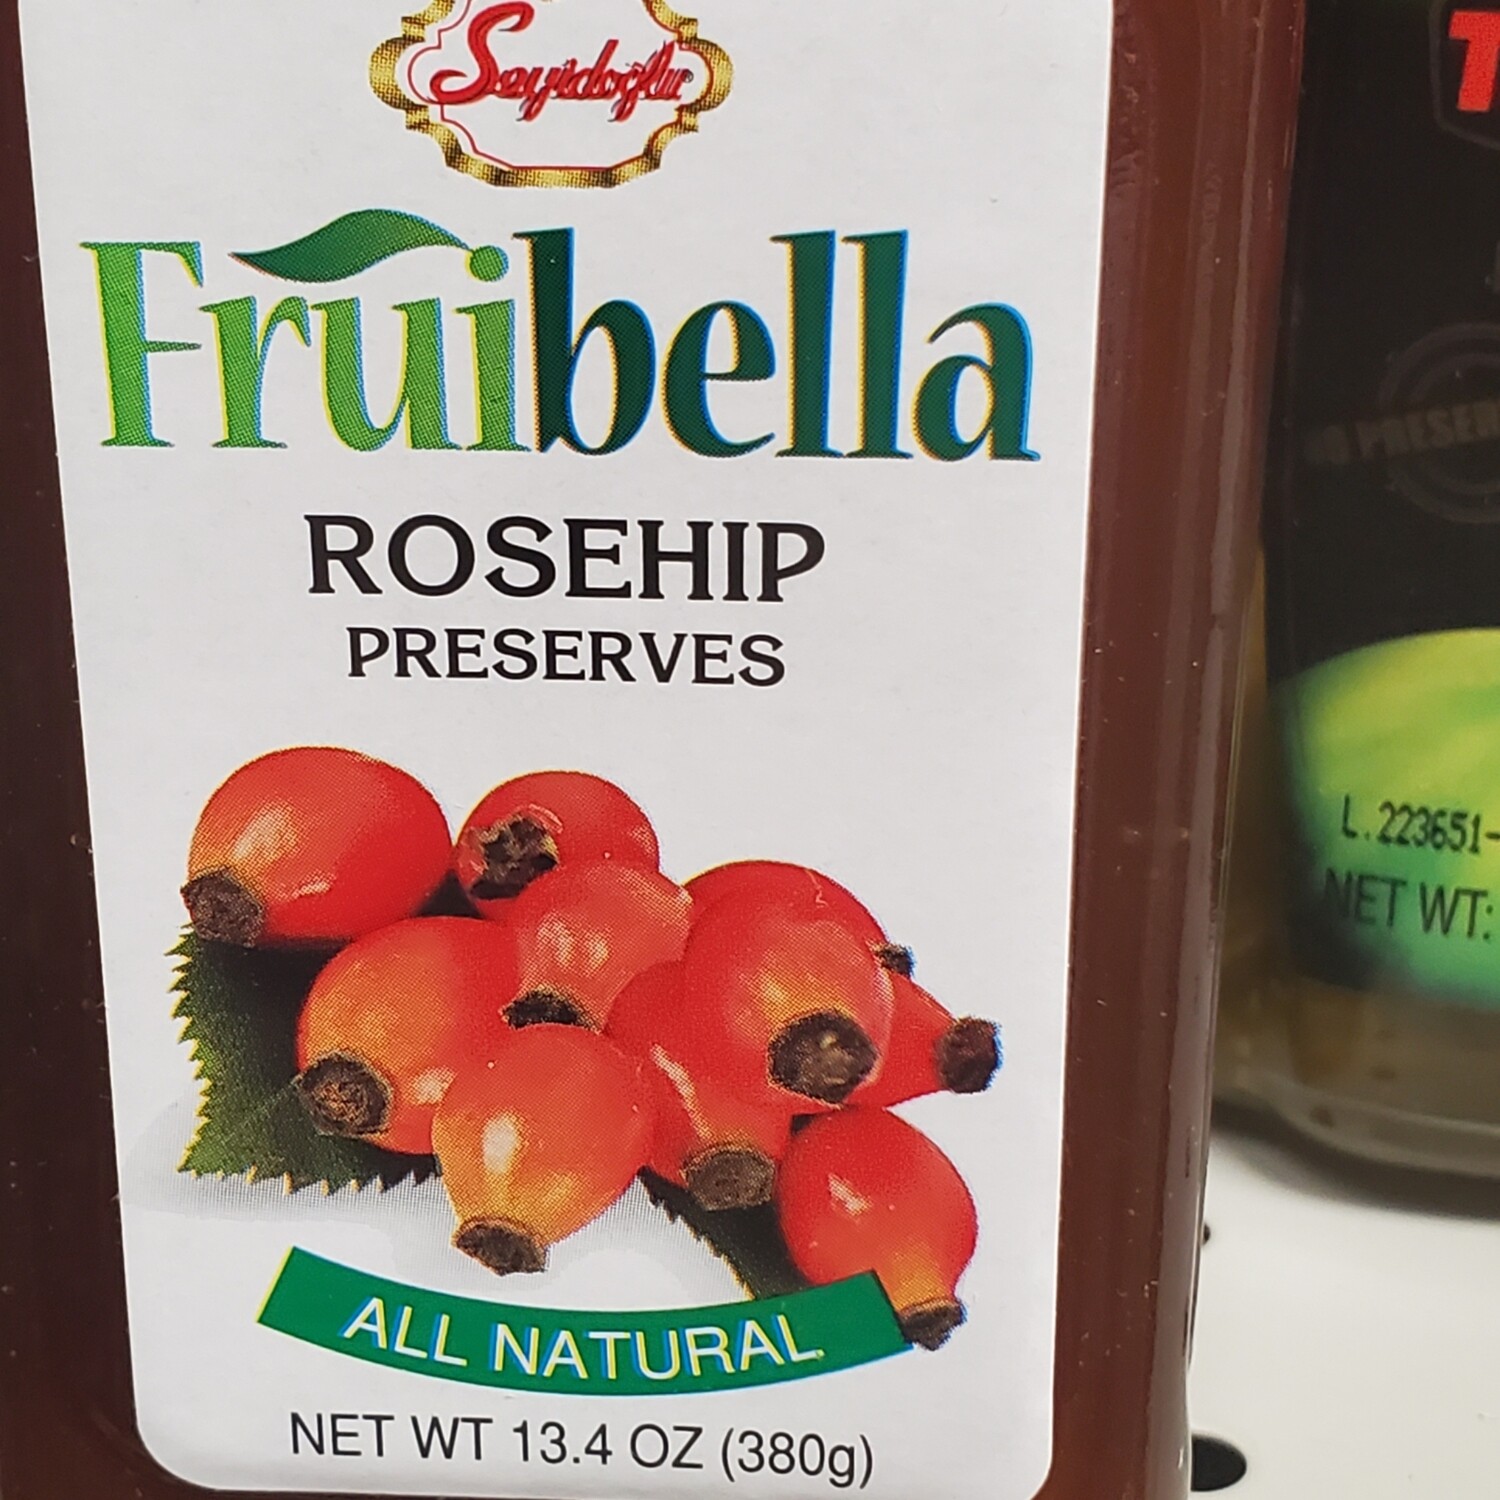 Seyidoğlu
Fruibella
ROSEHIP
PRESERVES
ALL NATURAL
NET WT 13.4 OZ (380g)
L.223651-
NET WT: